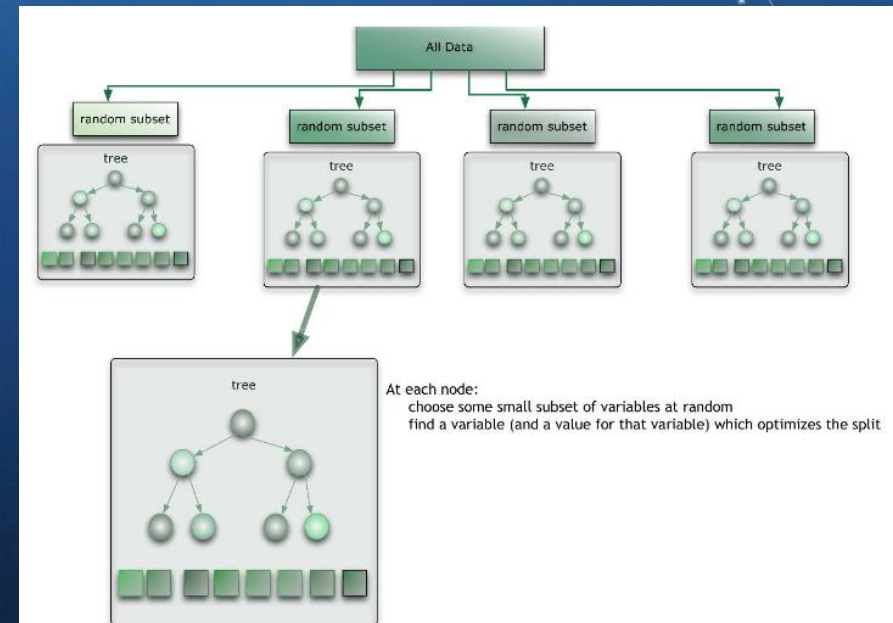 All Data
random subset
random subset
random subset
random subset
tree
tree
tree
tree
tree
At each node:
choose some small subset of variables at random
find a variable (and a value for that variable) which optimizes the split